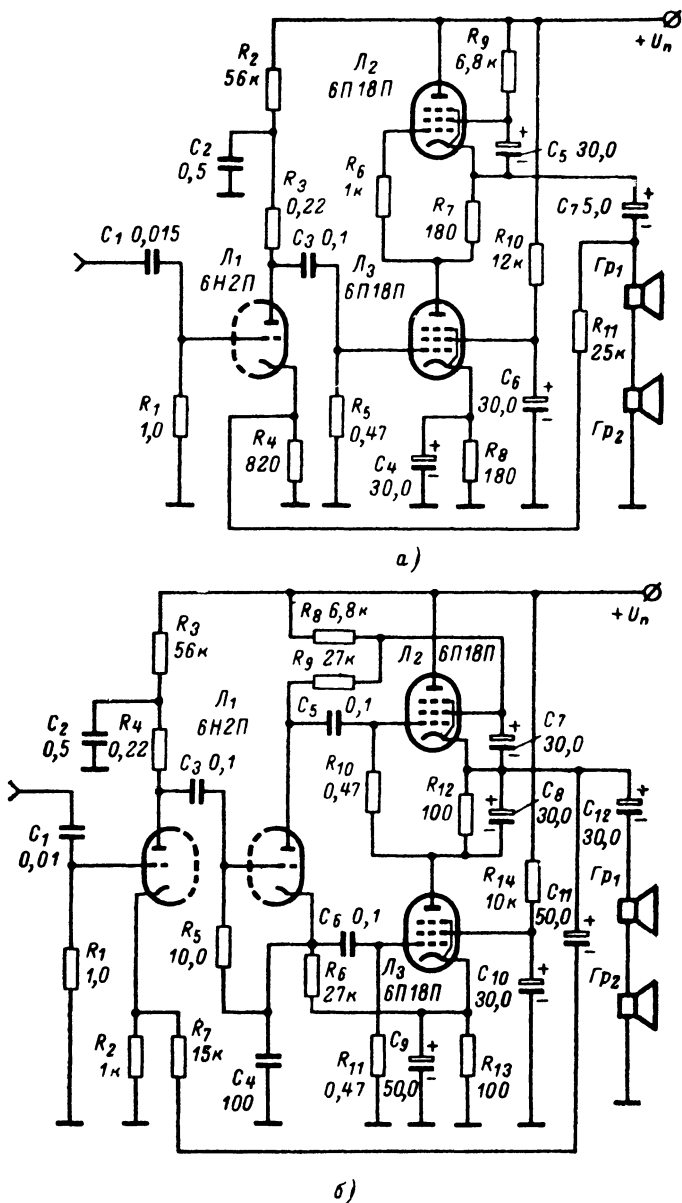 R₂
56к
Л₂
6П18П
R₉
6,8к
+ Uп
C₂
0,5
R₃
0,22
R₆
1к
+
C₅ 30,0
-
R₇
180
C₇ 5,0
+
-
C₁ 0,015
C₃ 0,1
Л₁
6Н2П
Л₃
6П18П
R₁₀
12к
Гр₁
R₁₁
25к
R₁
1,0
R₄
820
R₅
0,47
C₄
30,0
+
-
R₈
180
C₆
30,0
+
-
Гр₂
а)
R₃
56к
R₈ 6,8к
R₉
27к
Л₂
6П18П
+ Uп
C₂
0,5
R₄
0,22
Л₁
6Н2П
C₃ 0,1
C₅
0,1
+
C₇
30,0
-
R₁₀
0,47
R₁₂
100
+
C₈
30,0
-
C₁₂
30,0
+
-
C₁
0,01
R₁₄
10к
C₁₁
50,0
+
-
Гр₁
R₁
1,0
R₅
10,0
C₆ 0,1
R₆
27к
Л₃
6П18П
C₁₀
30,0
+
-
Гр₂
R₂
1к
R₇
15к
C₄
100
R₁₁
0,47
C₉
50,0
+
-
R₁₃
100
б)